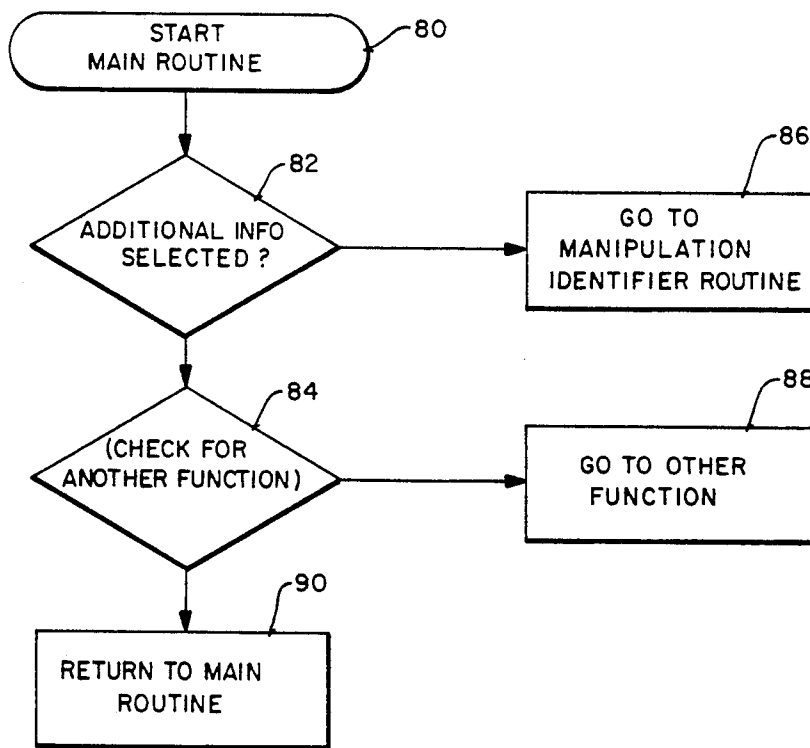 START
MAIN ROUTINE
80
82
ADDITIONAL INFO
SELECTED ?
86
GO TO
MANIPULATION
IDENTIFIER ROUTINE
84
(CHECK FOR
ANOTHER FUNCTION)
88
GO TO OTHER
FUNCTION
90
RETURN TO MAIN
ROUTINE